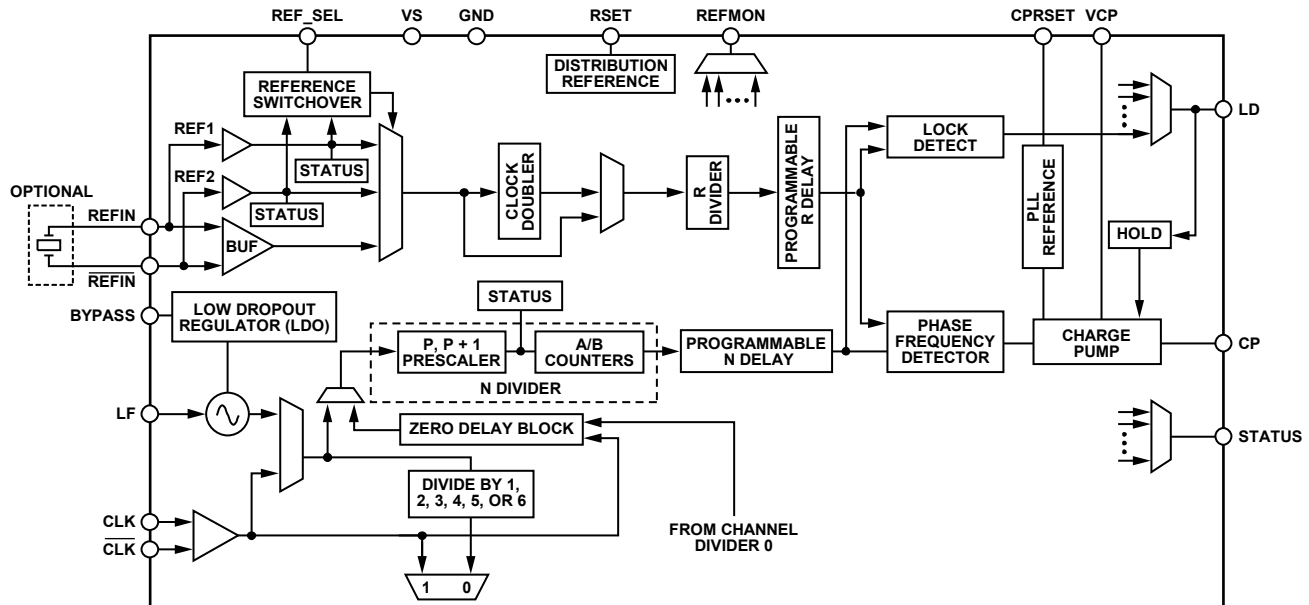 REF_SEL
VS
GND
RSET
REFMON
CPRSET
VCP
DISTRIBUTION
REFERENCE
REFERENCE
SWITCHOVER
REF1
STATUS
REF2
STATUS
OPTIONAL
REFIN
BUF
REFIN
CLOCK
DOUBLER
R
DIVIDER
PROGRAMMABLE
R DELAY
LOCK
DETECT
LD
PLL
REFERENCE
HOLD
BYPASS
LOW DROPOUT
REGULATOR (LDO)
STATUS
P, P + 1
PRESCALER
A/B
COUNTERS
N DIVIDER
PROGRAMMABLE
N DELAY
PHASE
FREQUENCY
DETECTOR
CHARGE
PUMP
CP
LF
ZERO DELAY BLOCK
STATUS
DIVIDE BY 1,
2, 3, 4, 5, OR 6
FROM CHANNEL
DIVIDER 0
CLK
CLK
1 0